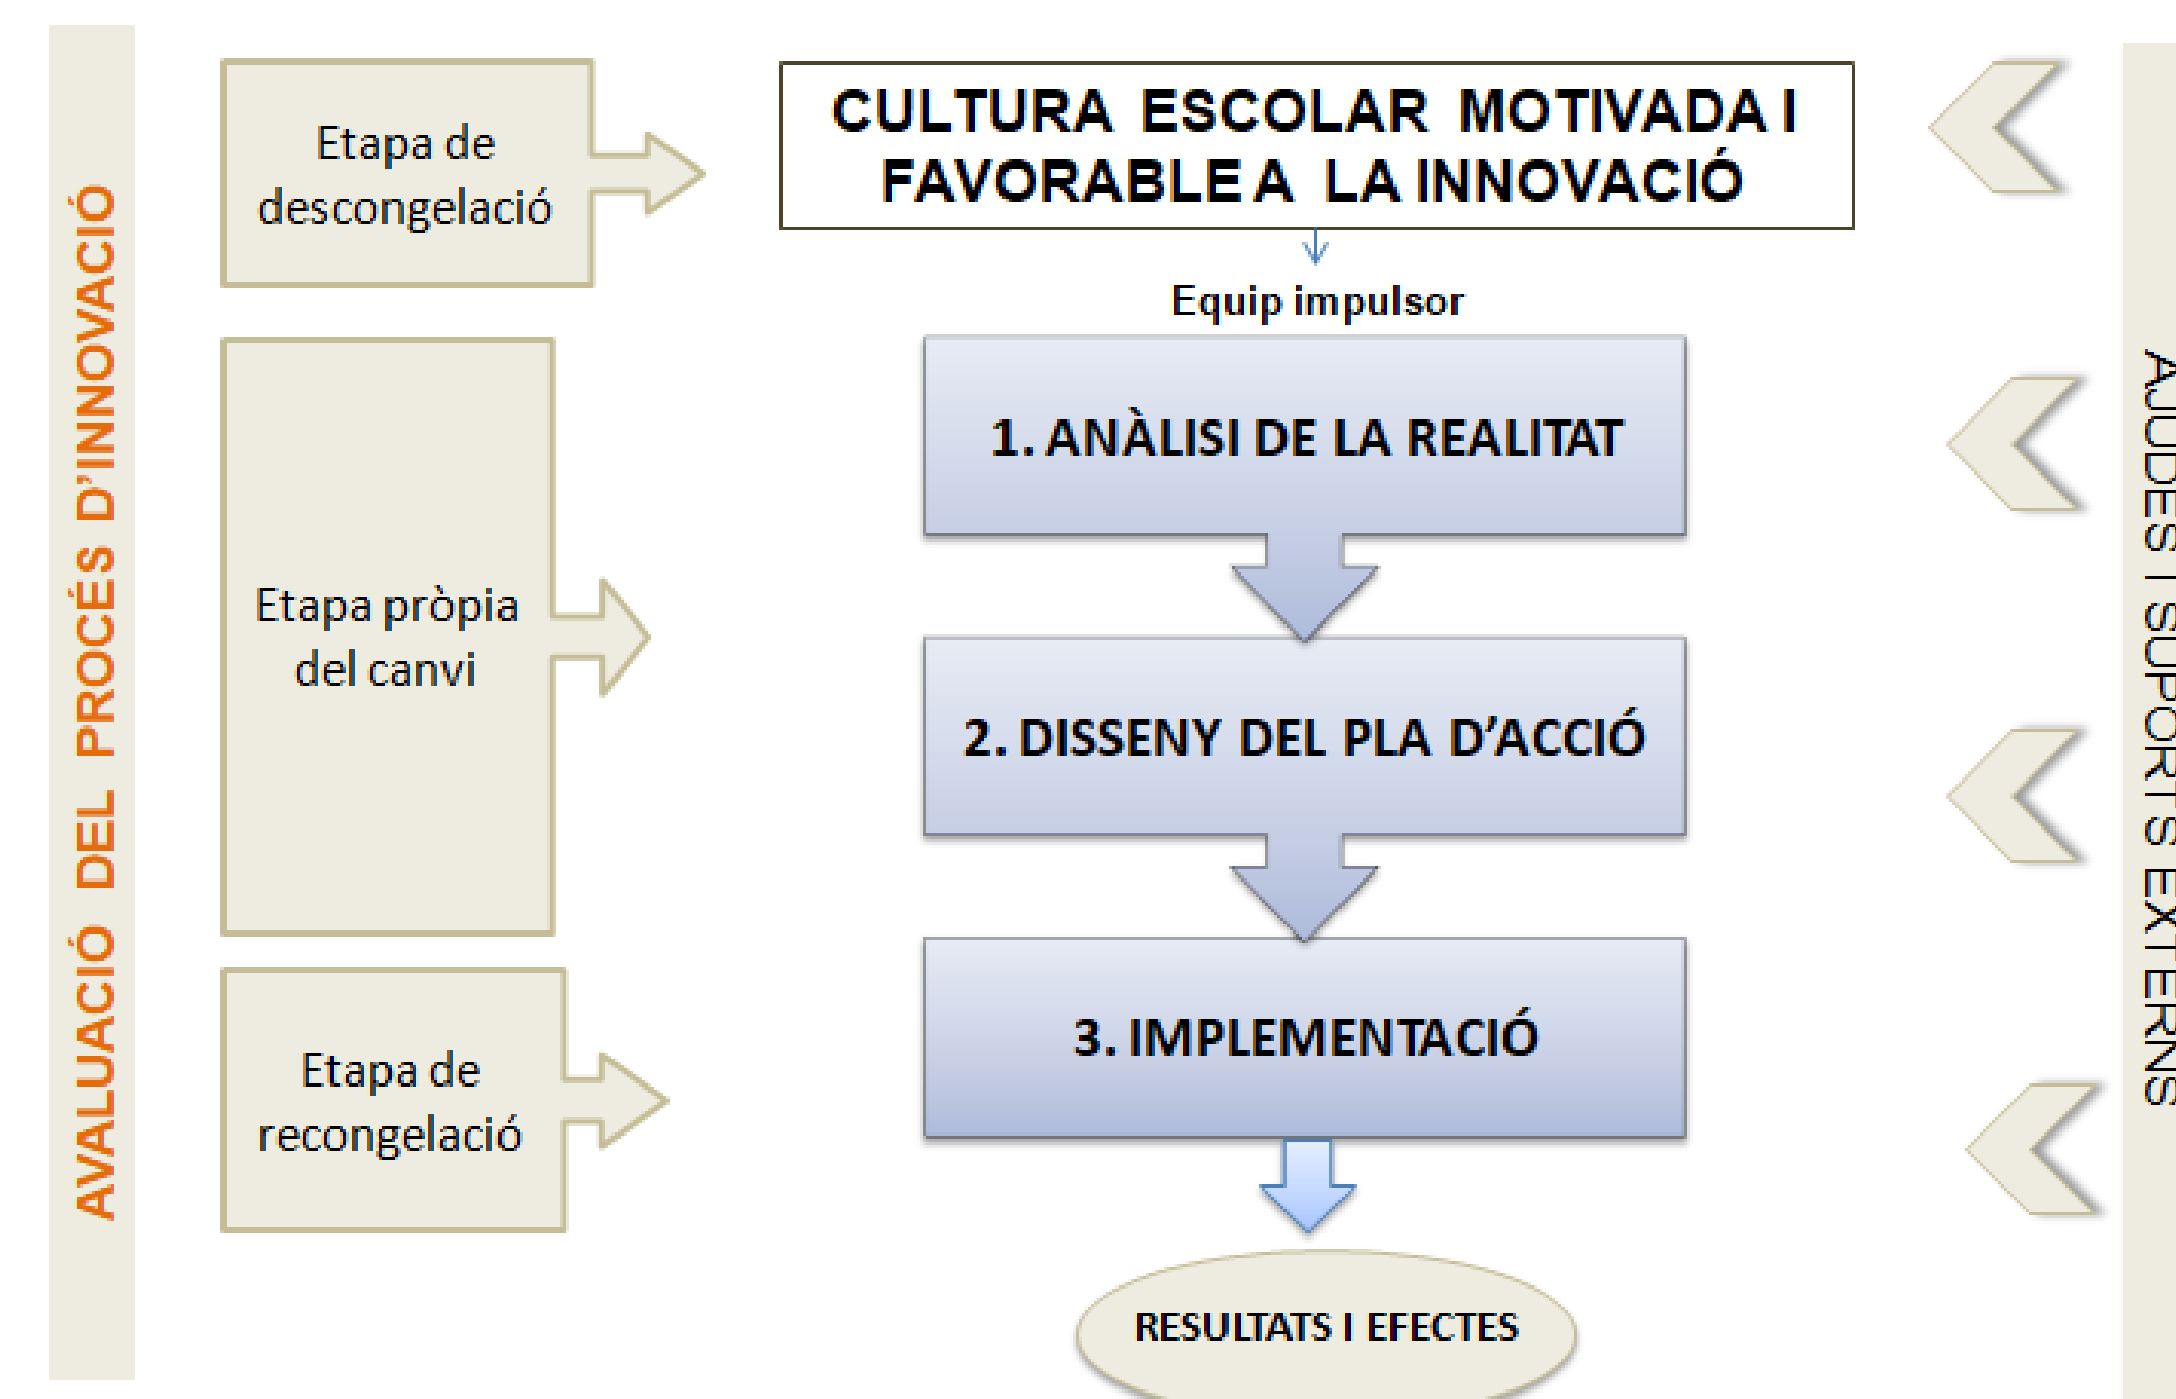 AVALUACIÓ DEL PROCÉS D'INNOVACIÓ
Etapa de
descongelació
CULTURA ESCOLAR MOTIVADA I
FAVORABLE A LA INNOVACIÓ
Equip impulsor
Etapa pròpia
del canvi
1. ANÀLISI DE LA REALITAT
2. DISSENY DEL PLA D’ACCIÓ
Etapa de
recongelació
3. IMPLEMENTACIÓ
RESULTATS I EFECTES
AJUDES I SUPORTS EXTERNS